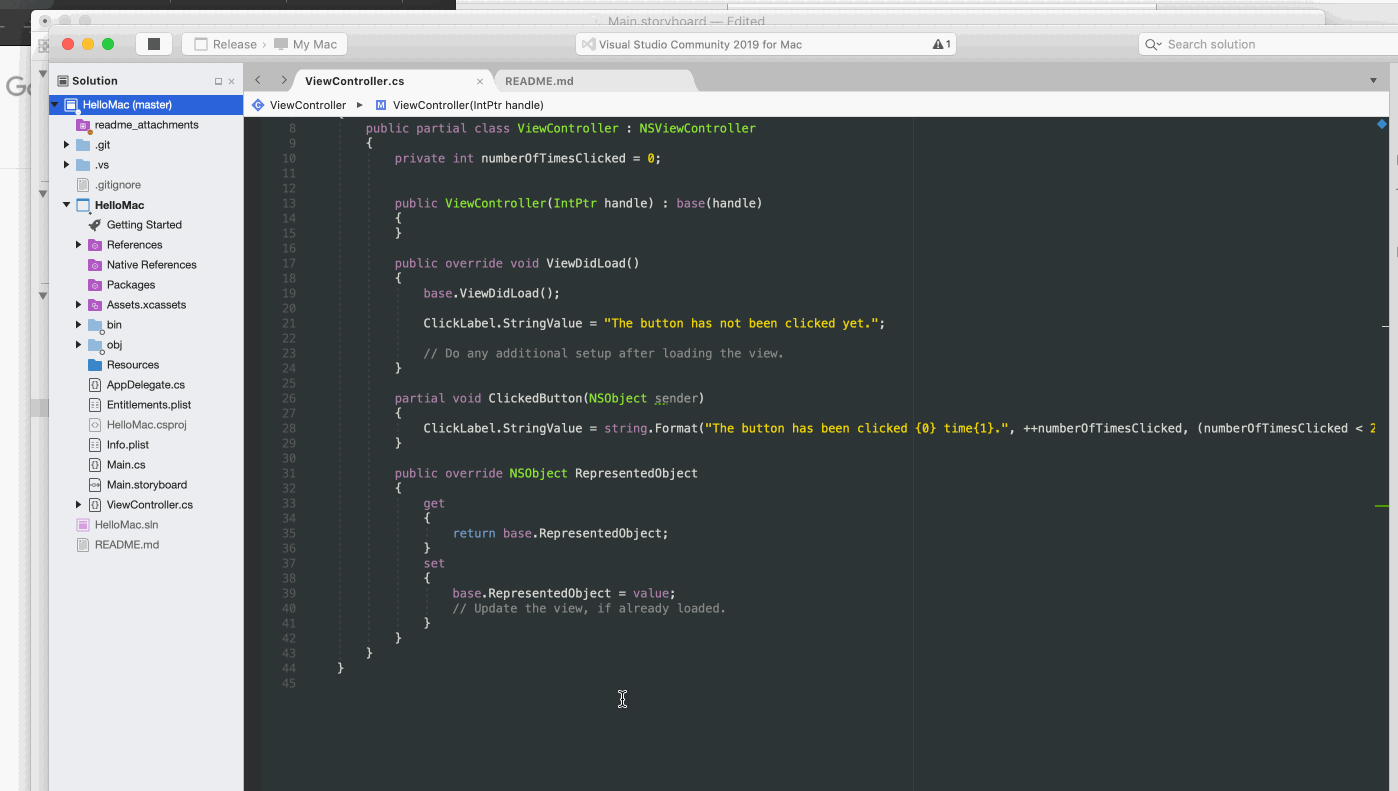 Main.storyboard — Edited
Release › My Mac
Visual Studio Community 2019 for Mac
1
Search solution
Solution
ViewController.cs
README.md
ViewController ▸ ViewController(IntPtr handle)
HelloMac (master)
readme_attachments
.git
.vs
.gitignore
HelloMac
Getting Started
References
Native References
Packages
Assets.xcassets
bin
obj
Resources
AppDelegate.cs
Entitlements.plist
HelloMac.csproj
Info.plist
Main.cs
Main.storyboard
ViewController.cs
HelloMac.sln
README.md
8 public partial class ViewController : NSViewController
9 {
10 private int numberOfTimesClicked = 0;
11
12
13 public ViewController(IntPtr handle) : base(handle)
14 {
15 }
16
17 public override void ViewDidLoad()
18 {
19 base.ViewDidLoad();
20
21 ClickLabel.StringValue = "The button has not been clicked yet.";
22
23 // Do any additional setup after loading the view.
24 }
25
26 partial void ClickedButton(NSObject sender)
27 {
28 ClickLabel.StringValue = string.Format("The button has been clicked {0} time{1}.", ++numberOfTimesClicked, (numberOfTimesClicked < 2
29 }
30
31 public override NSObject RepresentedObject
32 {
33 get
34 {
35 return base.RepresentedObject;
36 }
37 set
38 {
39 base.RepresentedObject = value;
40 // Update the view, if already loaded.
41 }
42 }
43 }
44 }
45